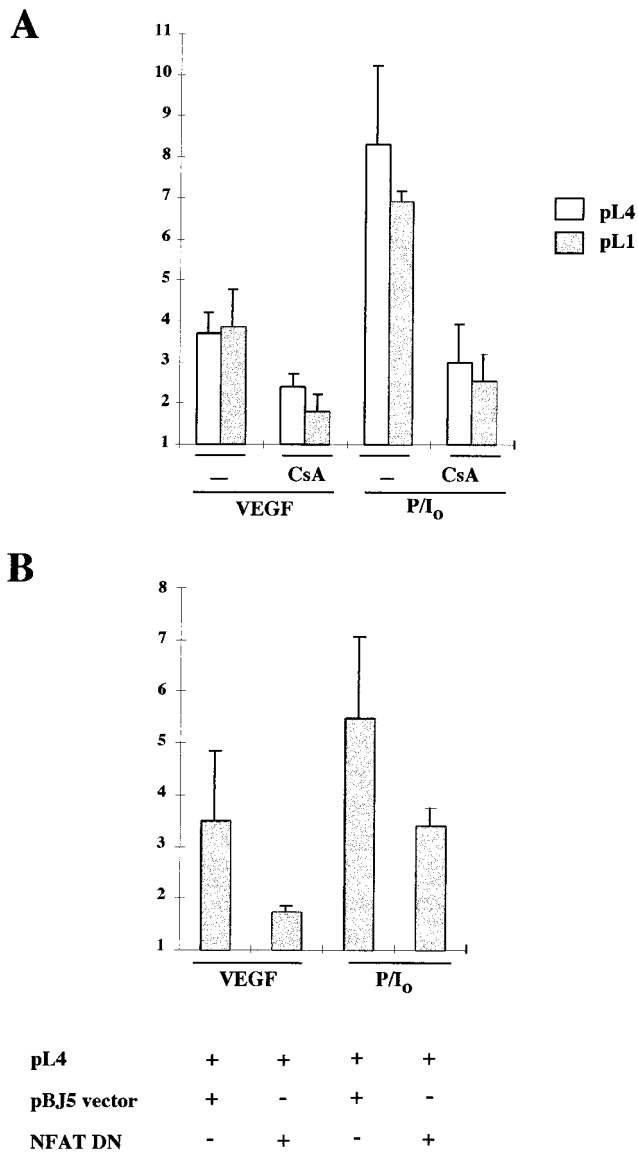 A
11
10
9
8
7
6
5
4
3
2
1
pL4
pL1
– CsA – CsA
VEGF P/Io
B
8
7
6
5
4
3
2
1
VEGF P/Io
pL4 + + + +
pBJ5 vector + - + -
NFAT DN - + - +